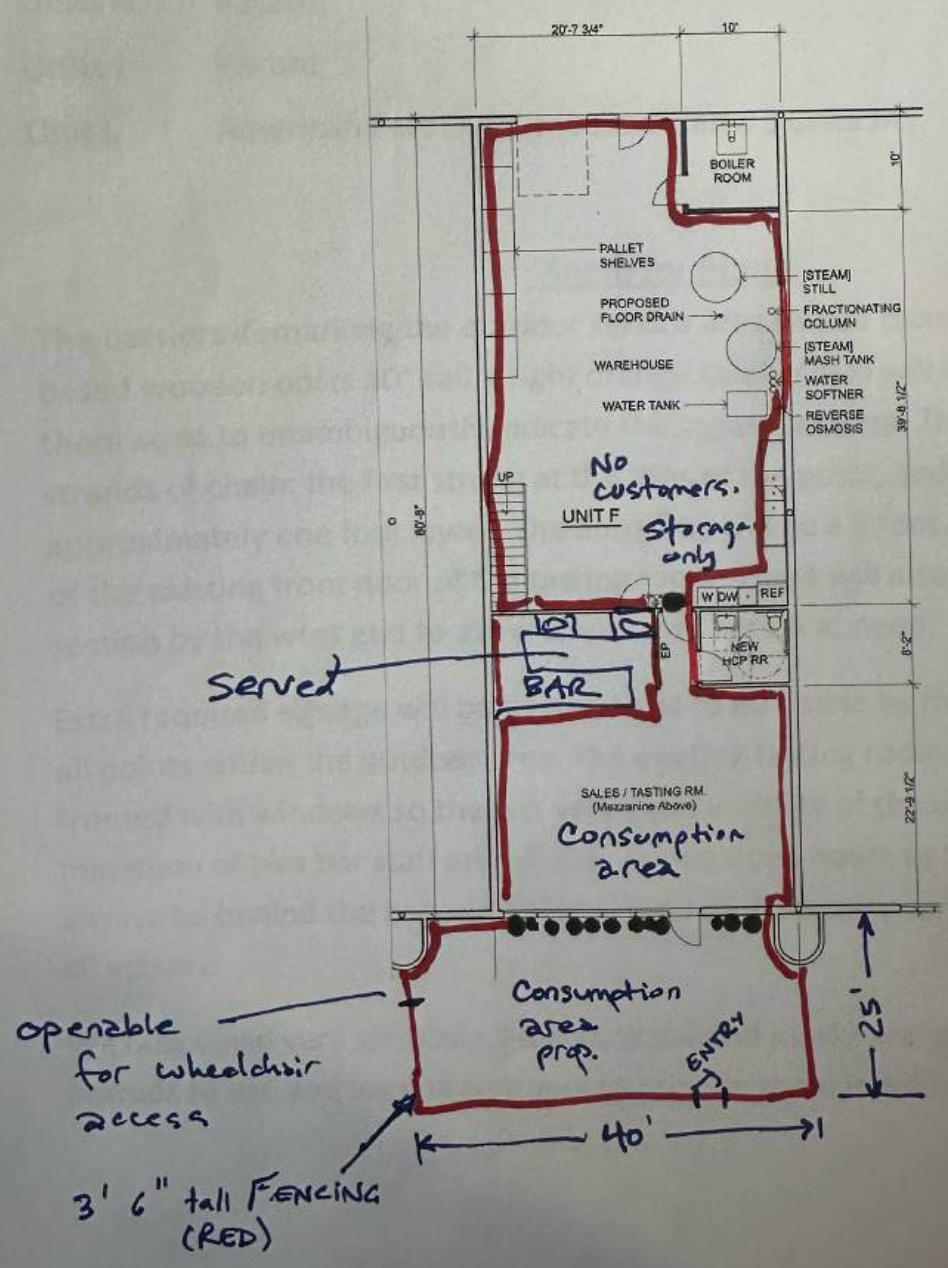 20'-7 3/4"
10'
BOILER
ROOM
10'
PALLET
SHELVES
[STEAM]
STILL
PROPOSED
FLOOR DRAIN
FRACTIONATING
COLUMN
[STEAM]
MASH TANK
WAREHOUSE
WATER
SOFTNER
WATER TANK
REVERSE
OSMOSIS
39'-8 1/2"
No
customers.
UP
UNIT F
Storage
only
W DW REF
EP
NEW
HCP RR
8'-2"
Served
BAR
SALES / TASTING RM.
(Mezzanine Above)
22'-9 1/2"
Consumption
area
Consumption
area
prop.
ENTRY
25'
openable
for wheelchair
access
40'
3' 6" tall FENCING
(RED)